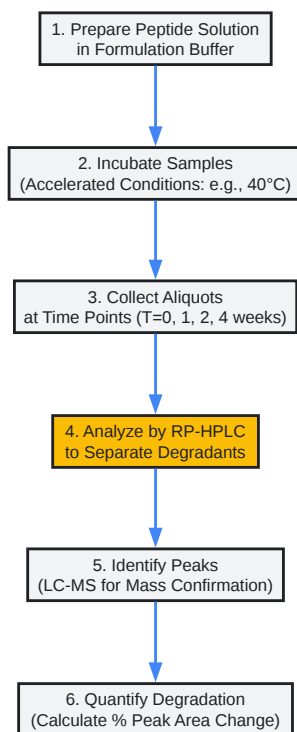 1. Prepare Peptide Solution
in Formulation Buffer
2. Incubate Samples
(Accelerated Conditions: e.g., 40°C)
3. Collect Aliquots
at Time Points (T=0, 1, 2, 4 weeks)
4. Analyze by RP-HPLC
to Separate Degradants
5. Identify Peaks
(LC-MS for Mass Confirmation)
6. Quantify Degradation
(Calculate % Peak Area Change)